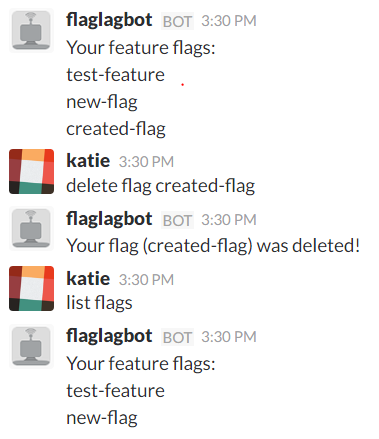 flaglagbot BOT 3:30 PM
Your feature flags:
test-feature
new-flag
created-flag
katie 3:30 PM
delete flag created-flag
flaglagbot BOT 3:30 PM
Your flag (created-flag) was deleted!
katie 3:30 PM
list flags
flaglagbot BOT 3:30 PM
Your feature flags:
test-feature
new-flag